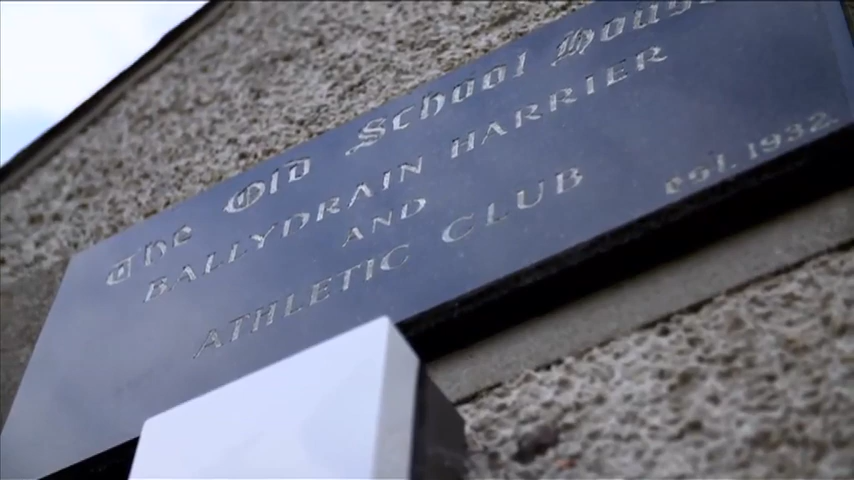 The Old School House
BALLYDRAIN HARRIER
AND
ATHLETIC CLUB
EST. 1932